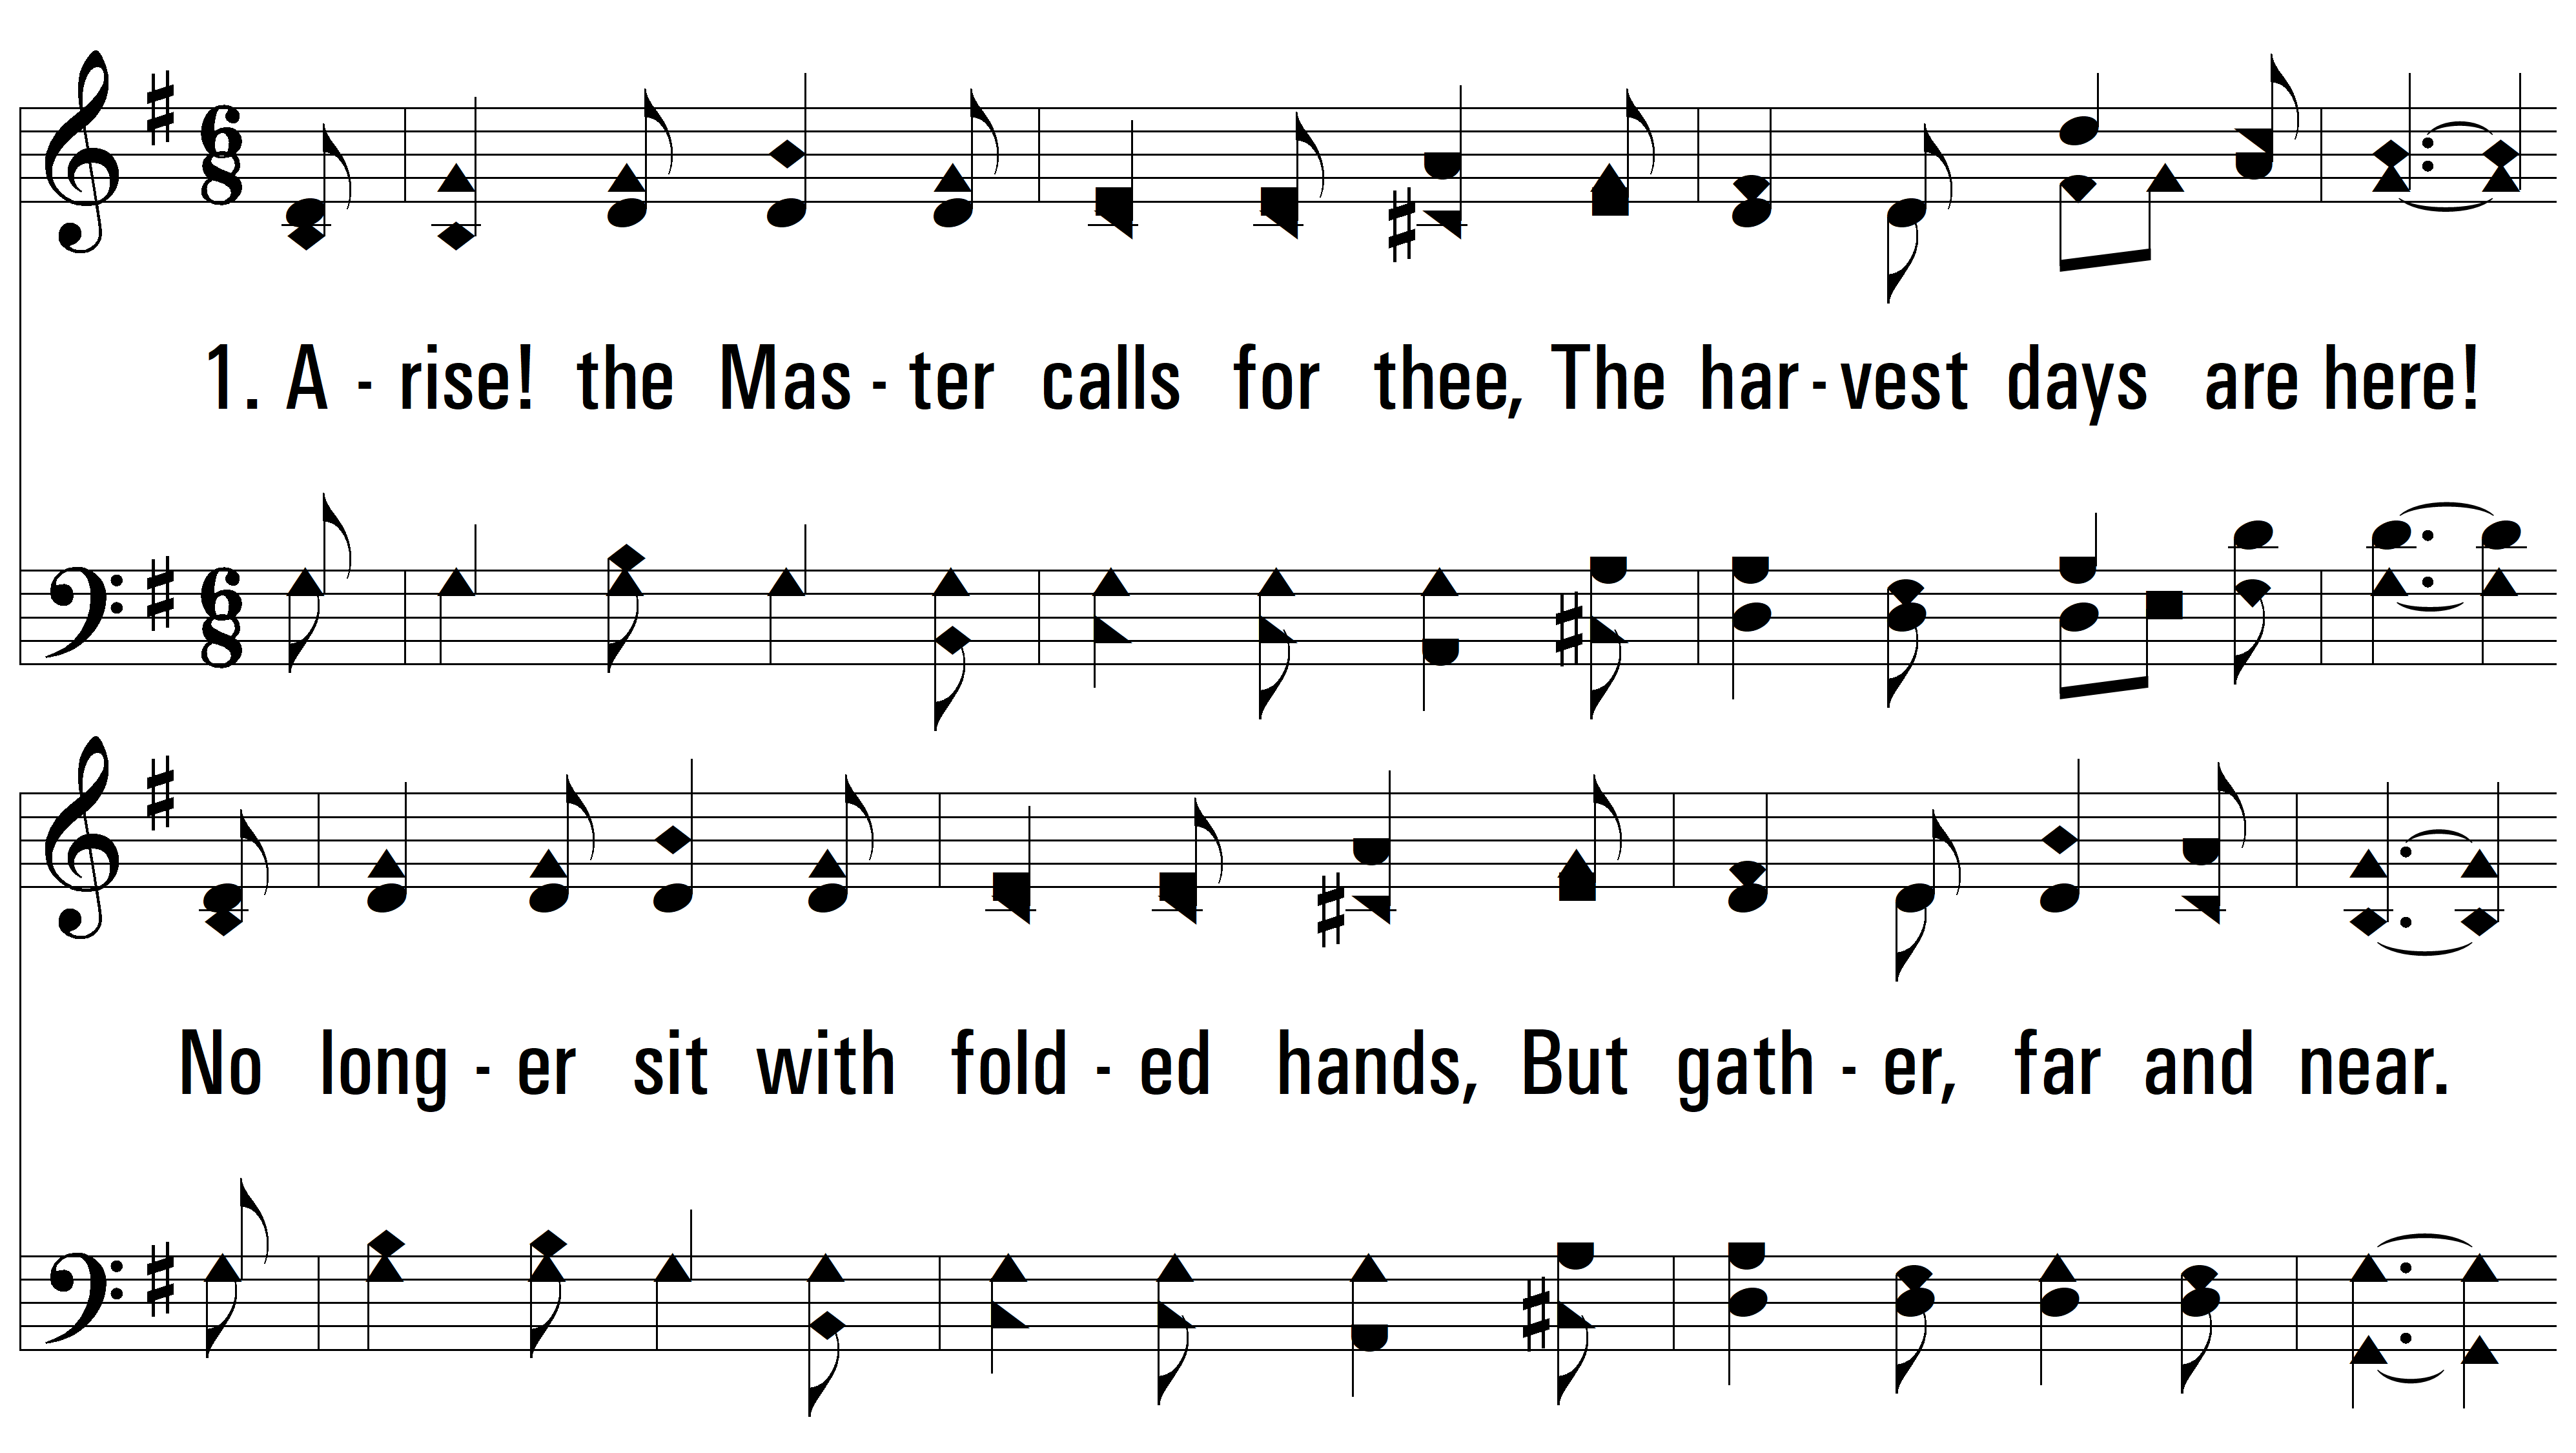 1. A - rise! the Mas - ter calls for thee, The har - vest days are here!
No long - er sit with fold - ed hands, But gath - er, far and near.